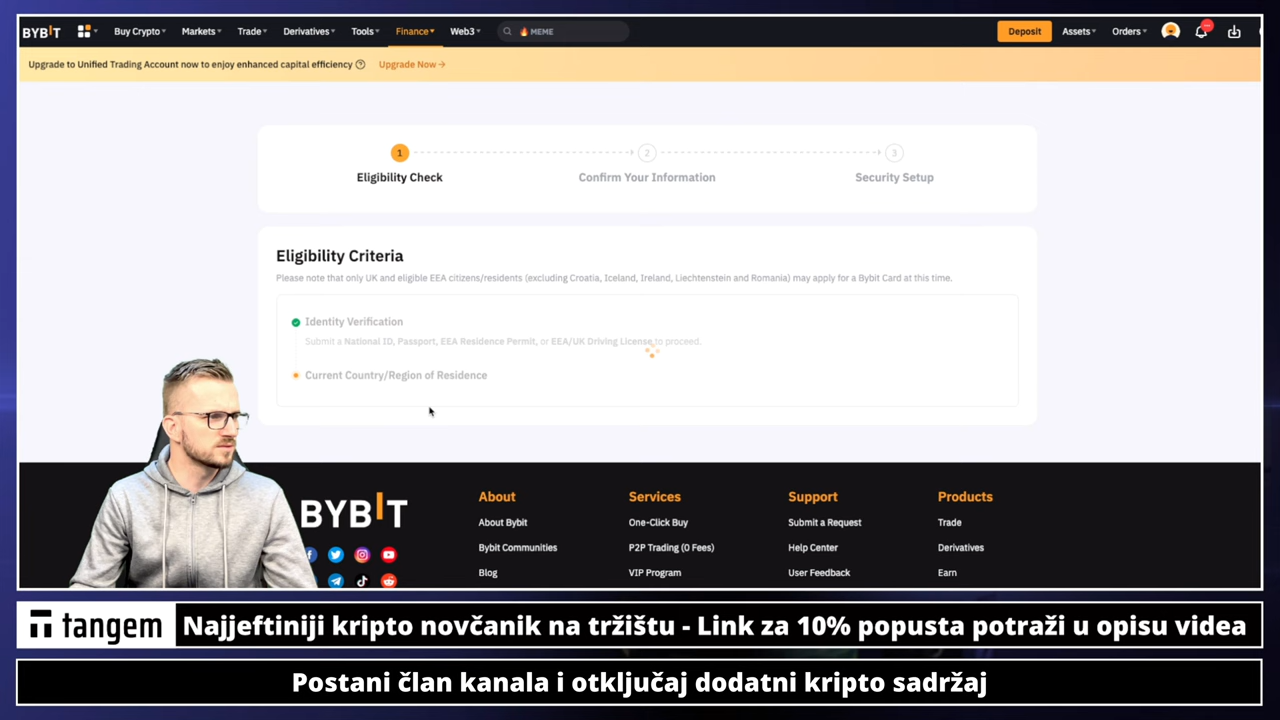 BYBIT Buy Crypto Markets Trade Derivatives Tools Finance Web3 MEME Deposit Assets Orders
Upgrade to Unified Trading Account now to enjoy enhanced capital efficiency ? Upgrade Now →
1 2 3
Eligibility Check Confirm Your Information Security Setup
Eligibility Criteria
Please note that only UK and eligible EEA citizens/residents (excluding Croatia, Iceland, Ireland, Liechtenstein and Romania) may apply for a Bybit Card at this time.
Identity Verification
Submit a National ID, Passport, EEA Residence Permit, or EEA/UK Driving License to proceed.
Current Country/Region of Residence
BYBIT
About Services Support Products
About Bybit One-Click Buy Submit a Request Trade
Bybit Communities P2P Trading (0 Fees) Help Center Derivatives
Blog VIP Program User Feedback Earn
tangem Najjeftiniji kripto novčanik na tržištu - Link za 10% popusta potraži u opisu videa
Postani član kanala i otključaj dodatni kripto sadržaj